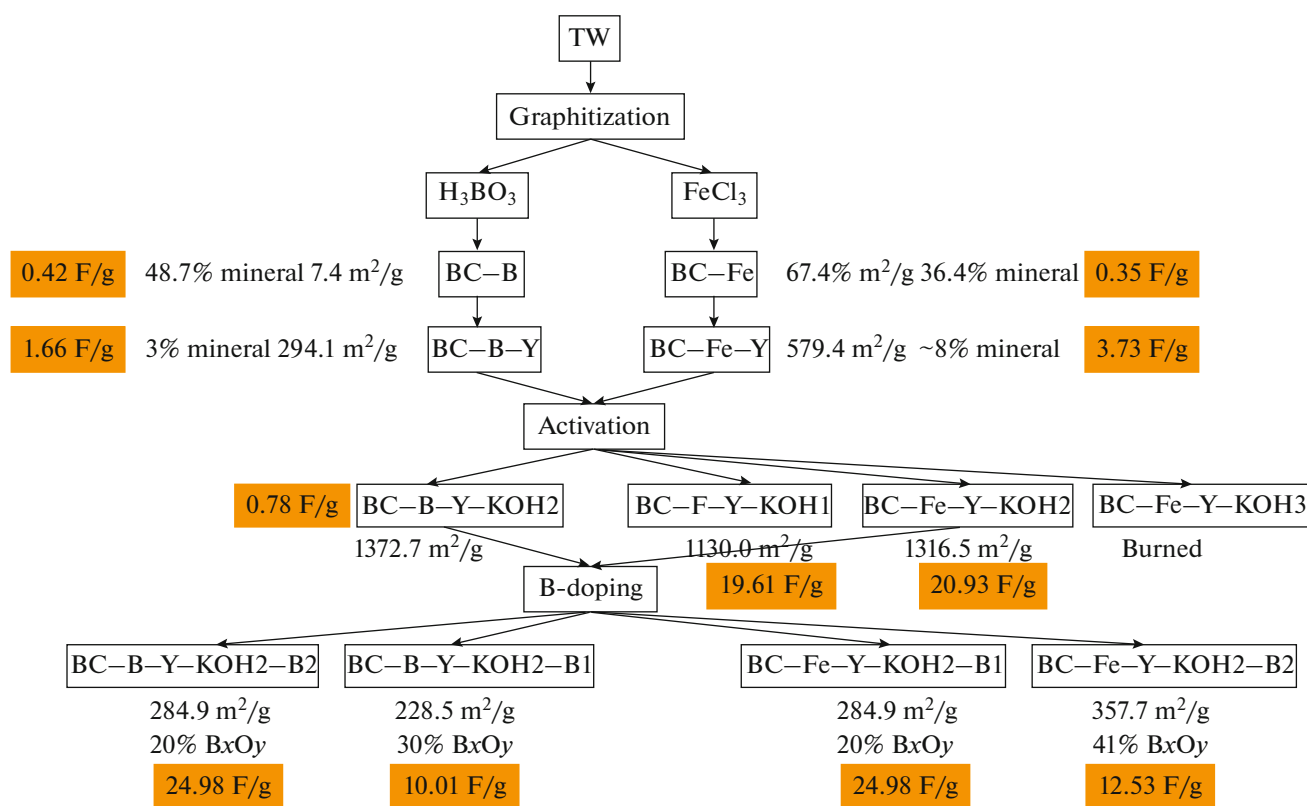 TW
Graphitization
H₃BO₃ FeCl₃
0.42 F/g 48.7% mineral 7.4 m²/g BC–B BC–Fe 67.4% m²/g 36.4% mineral 0.35 F/g
1.66 F/g 3% mineral 294.1 m²/g BC–B–Y BC–Fe–Y 579.4 m²/g ~8% mineral 3.73 F/g
Activation
0.78 F/g BC–B–Y–KOH2 BC–F–Y–KOH1 BC–Fe–Y–KOH2 BC–Fe–Y–KOH3
1372.7 m²/g 1130.0 m²/g 1316.5 m²/g Burned
B-doping 19.61 F/g 20.93 F/g
BC–B–Y–KOH2–B2 BC–B–Y–KOH2–B1 BC–Fe–Y–KOH2–B1 BC–Fe–Y–KOH2–B2
284.9 m²/g 228.5 m²/g 284.9 m²/g 357.7 m²/g
20% BxOy 30% BxOy 20% BxOy 41% BxOy
24.98 F/g 10.01 F/g 24.98 F/g 12.53 F/g